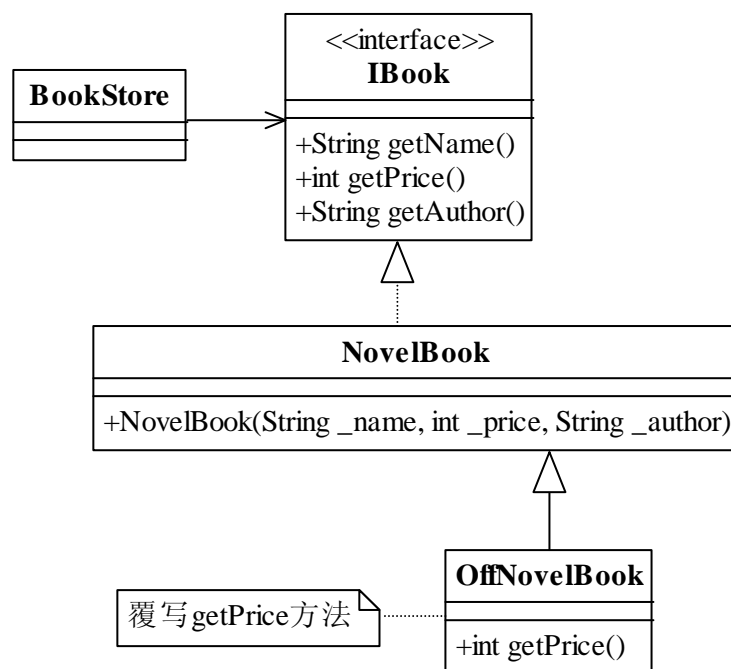 <<interface>>
IBook
BookStore
+String getName()
+int getPrice()
+String getAuthor()
NovelBook
+NovelBook(String _name, int _price, String _author)
OffNovelBook
覆写getPrice方法
+int getPrice()